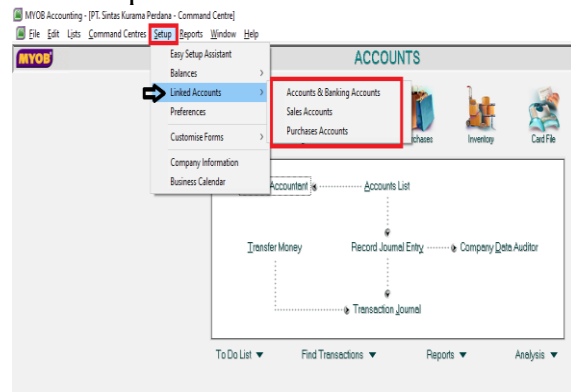 MYOB Accounting - [PT. Sintas Kurama Perdana - Command Centre]
File Edit Lists Command Centres Setup Reports Window Help
MYOB
ACCOUNTS
Easy Setup Assistant
Balances
Linked Accounts
Preferences
Customise Forms
Company Information
Business Calendar
Accounts & Banking Accounts
Sales Accounts
Purchases Accounts
Inventory
Card File
Accountant
Accounts List
Transfer Money
Record Journal Entry
Company Data Auditor
Transaction Journal
To Do List
Find Transactions
Reports
Analysis